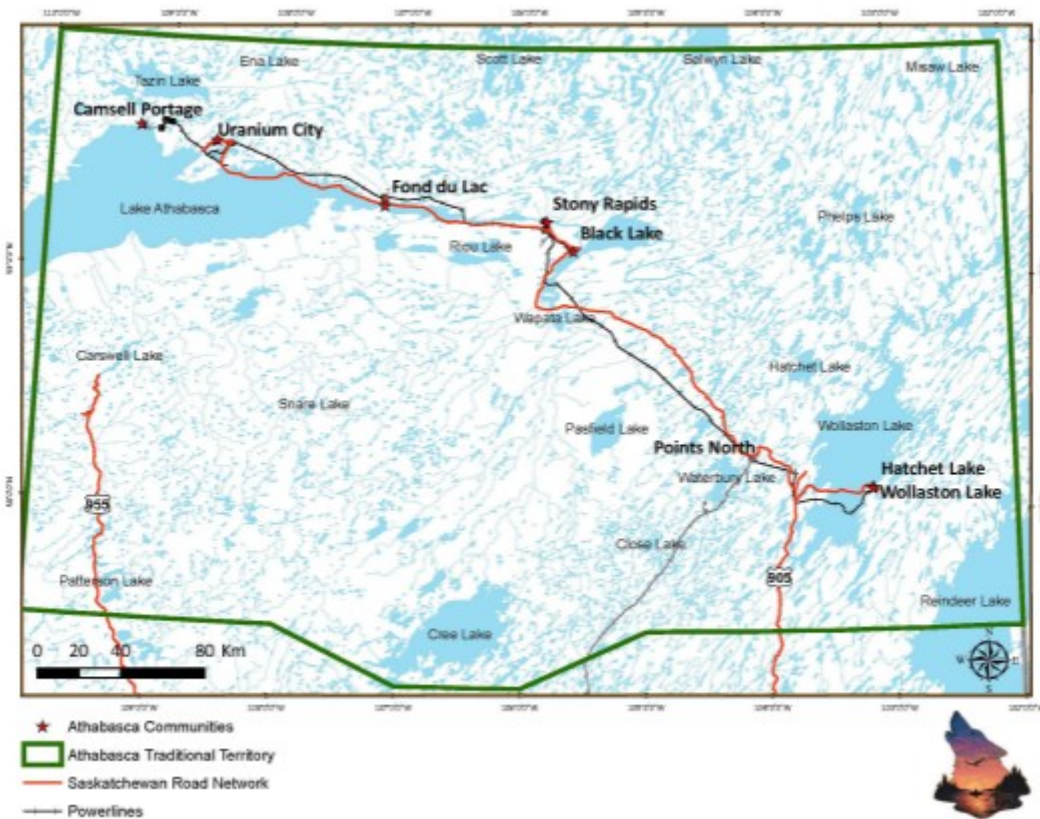 Ena Lake
Scott Lake
Selwyn Lake
Misaw Lake
Tazin Lake
Camsell Portage
Uranium City
Fond du Lac
Lake Athabasca
Stony Rapids
Phelps Lake
Black Lake
Riou Lake
Wapata Lake
Carswell Lake
Hatchet Lake
Snare Lake
Pasfield Lake
Wollaston Lake
Points North
Waterbury Lake
Hatchet Lake
Wollaston Lake
955
Close Lake
905
Patterson Lake
Reindeer Lake
Cree Lake
0 20 40 80 Km
N
W E
S
Athabasca Communities
Athabasca Traditional Territory
Saskatchewan Road Network
Powerlines